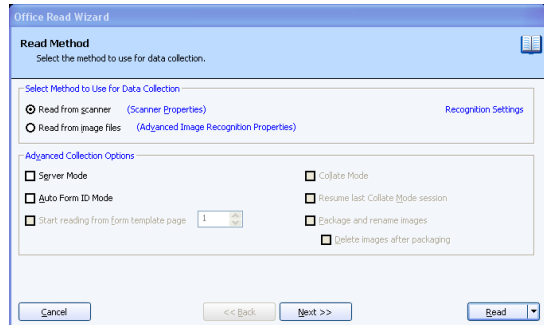 Office Read Wizard
Read Method
Select the method to use for data collection.
Select Method to Use for Data Collection
Read from scanner (Scanner Properties) Recognition Settings
Read from image files (Advanced Image Recognition Properties)
Advanced Collection Options
Server Mode Collate Mode
Auto Form ID Mode Resume last Collate Mode session
Start reading from form template page 1 Package and rename images
Delete images after packaging
Cancel << Back Next >> Read